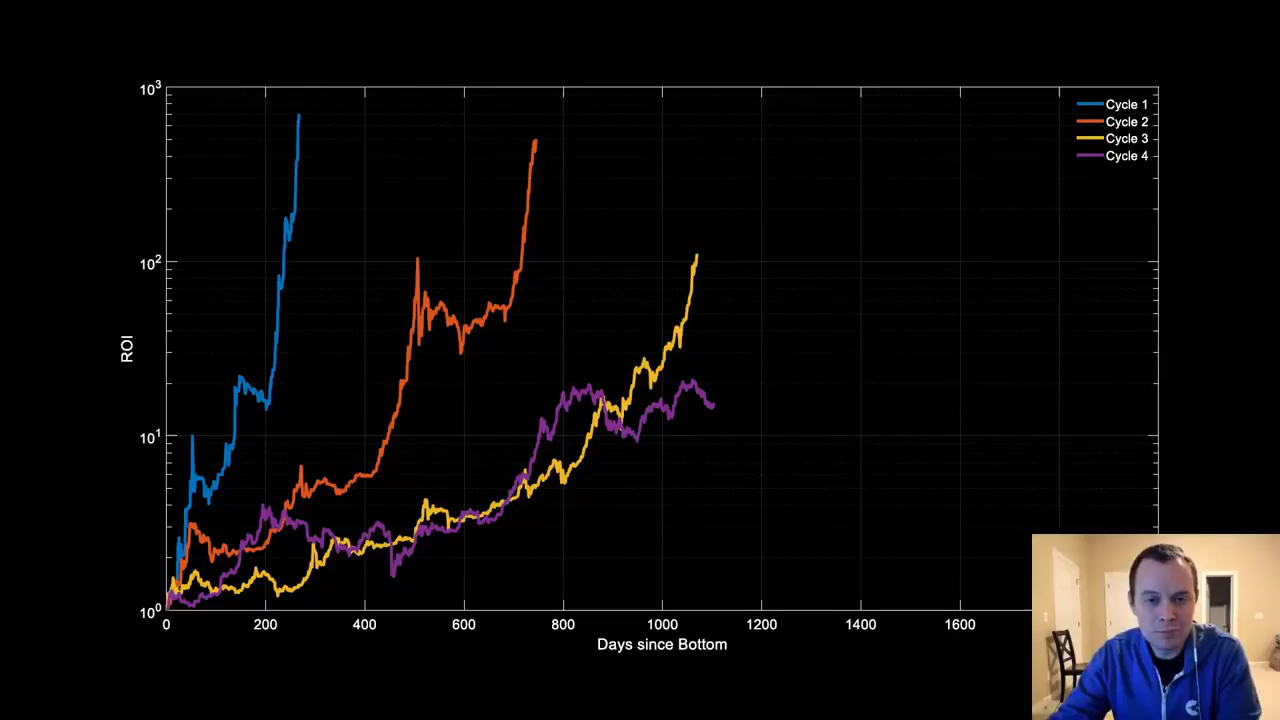 10³
Cycle 1
Cycle 2
Cycle 3
Cycle 4
10²
ROI
10¹
10⁰
0 200 400 600 800 1000 1200 1400 1600
Days since Bottom